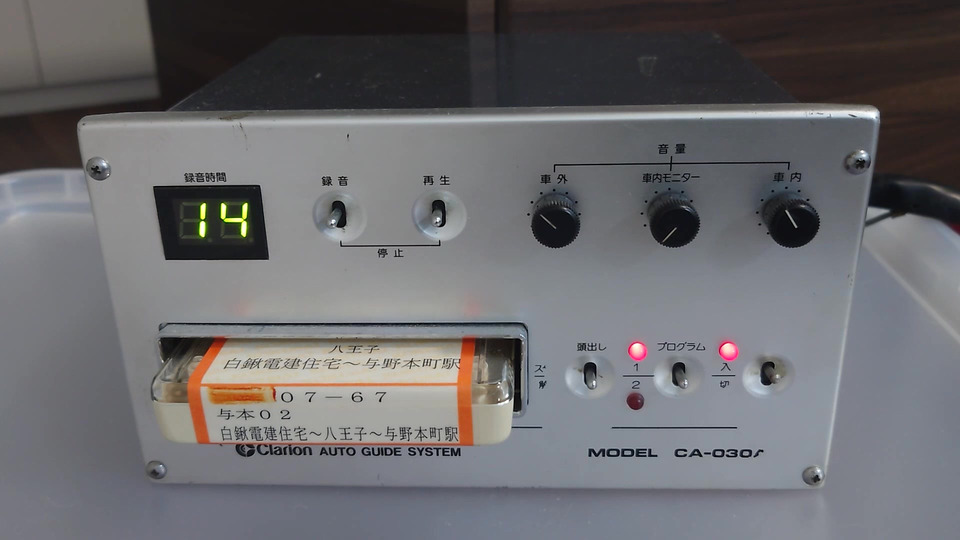 音量
録音時間
録音
再生
車外
車内モニター
車内
14
停止
八王子
白鍬電建住宅～与野本町駅
07－67
与本02
白鍬電建住宅～八王子～与野本町駅
頭出し
プログラム
1
2
入
切
Clarion AUTO GUIDE SYSTEM
MODEL CA-030